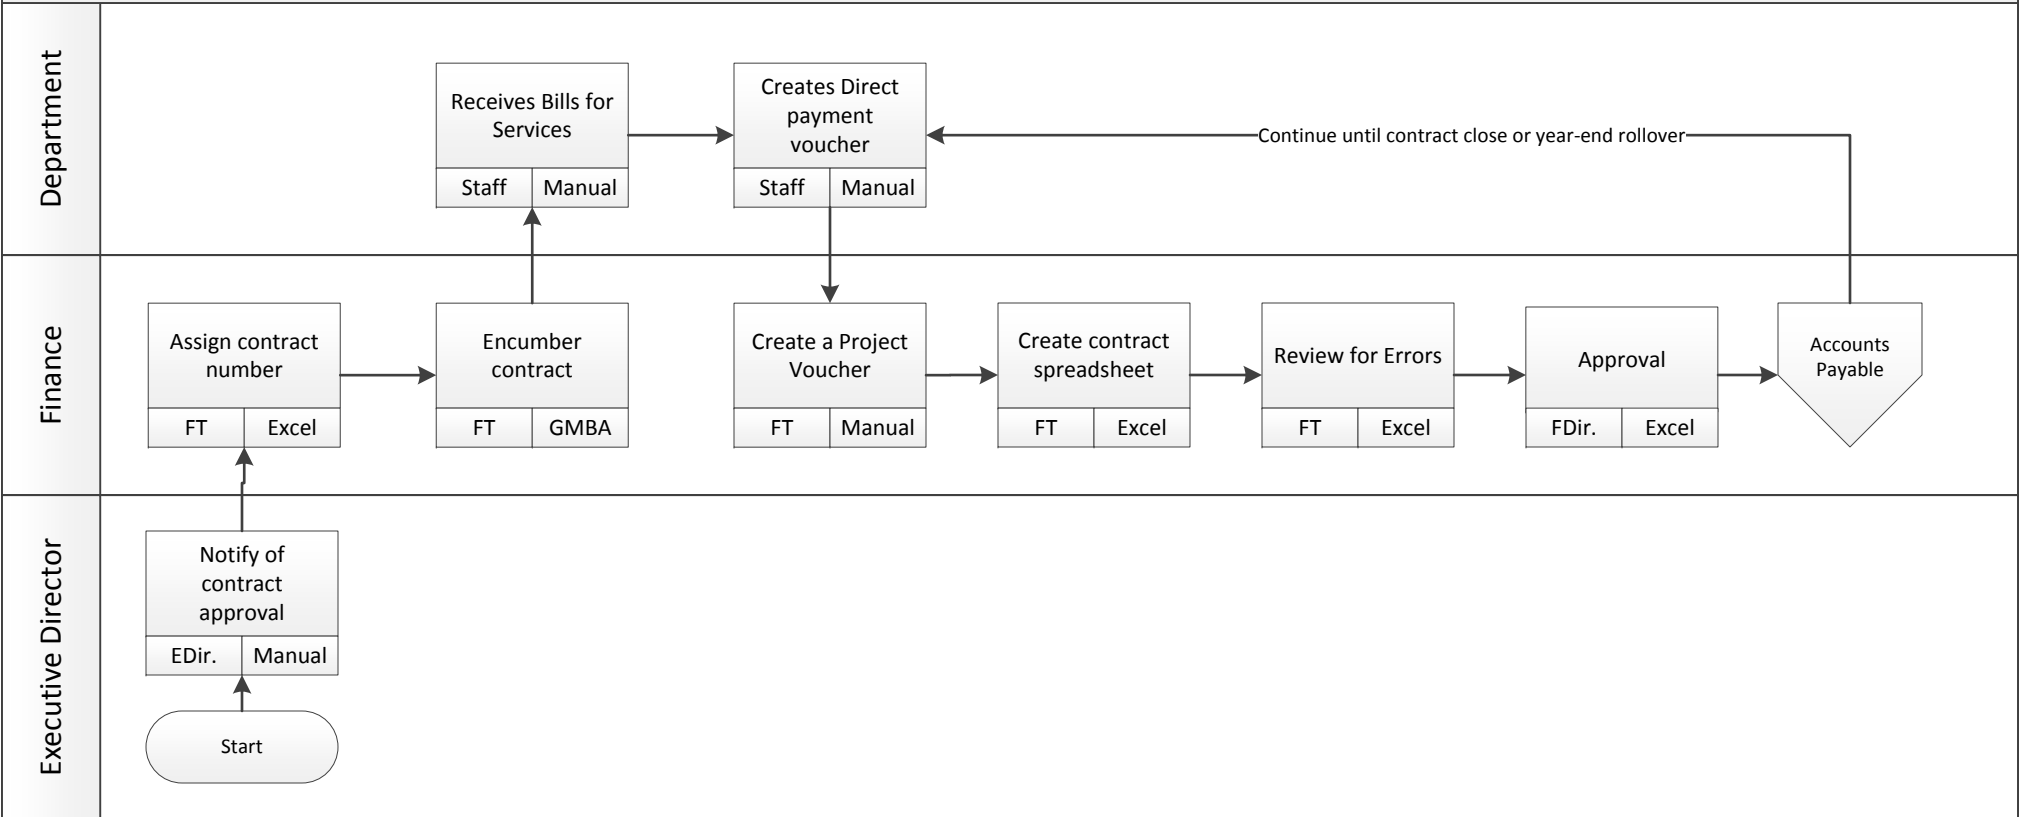 Department
Receives Bills for
Services
Staff
Manual
Creates Direct
payment
voucher
Staff
Manual
Continue until contract close or year-end rollover
Finance
Assign contract
number
FT
Excel
Encumber
contract
FT
GMBA
Create a Project
Voucher
FT
Manual
Create contract
spreadsheet
FT
Excel
Review for Errors
FT
Excel
Approval
FDir.
Excel
Accounts
Payable
Executive Director
Notify of
contract
approval
EDir.
Manual
Start